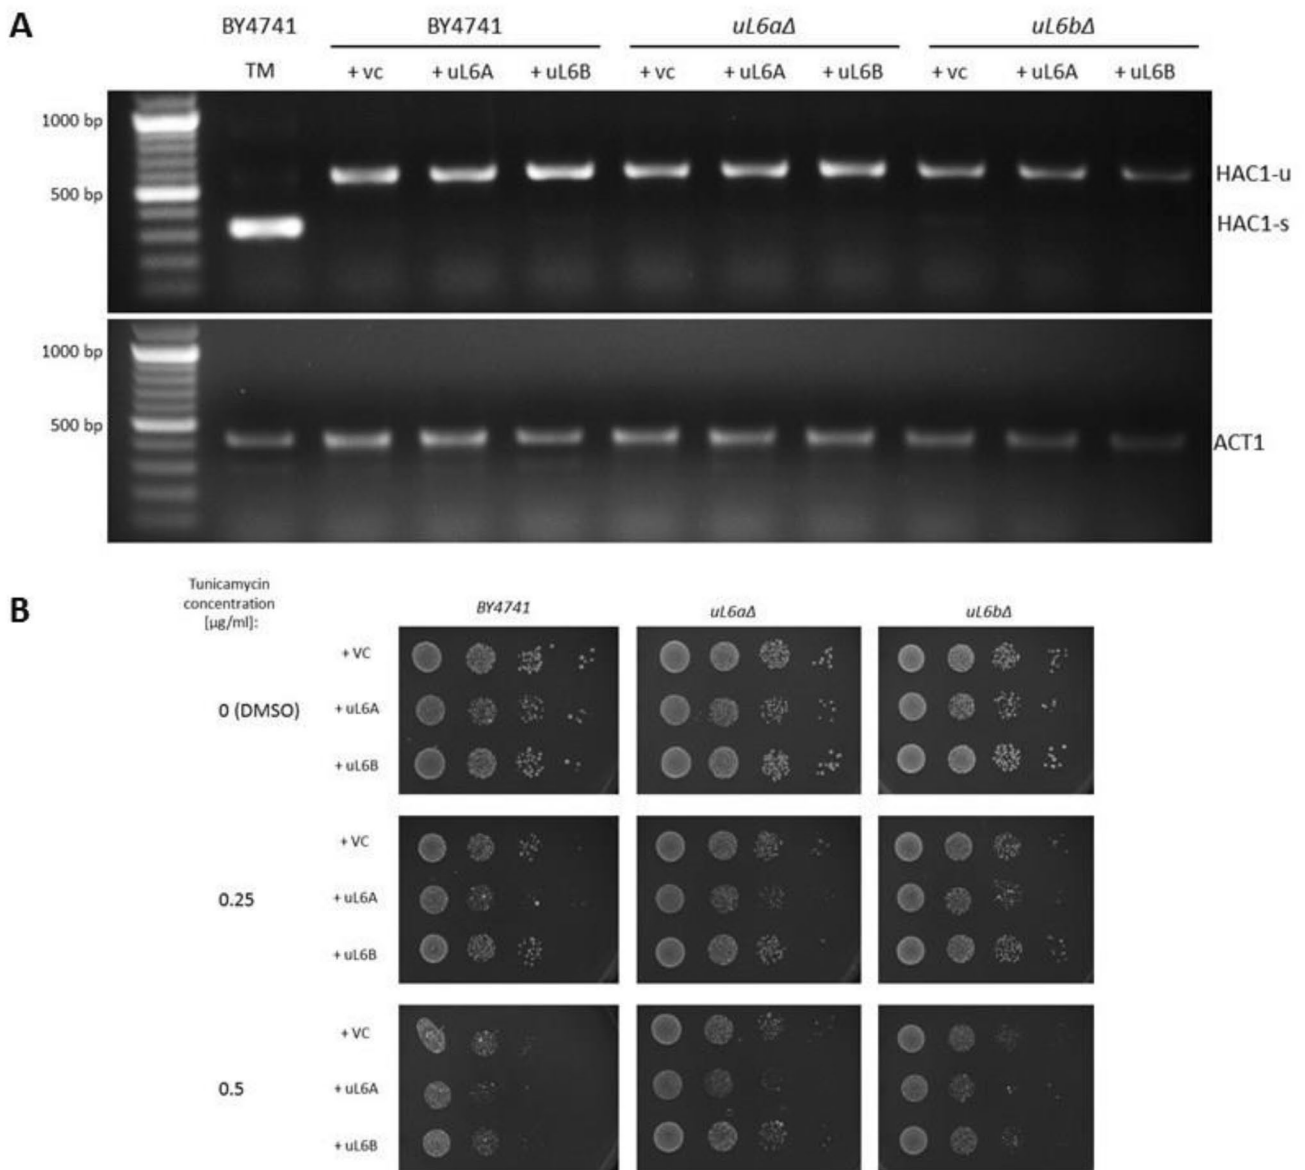 A
BY4741 BY4741 uL6aΔ uL6bΔ
TM + vc + uL6A + uL6B + vc + uL6A + uL6B + vc + uL6A + uL6B
1000 bp
HAC1-u
500 bp
HAC1-s
1000 bp
500 bp
ACT1
B
Tunicamycin
concentration
[µg/ml]:
BY4741 uL6aΔ uL6bΔ
+ VC
0 (DMSO) + uL6A
+ uL6B
+ VC
0.25 + uL6A
+ uL6B
+ VC
0.5 + uL6A
+ uL6B